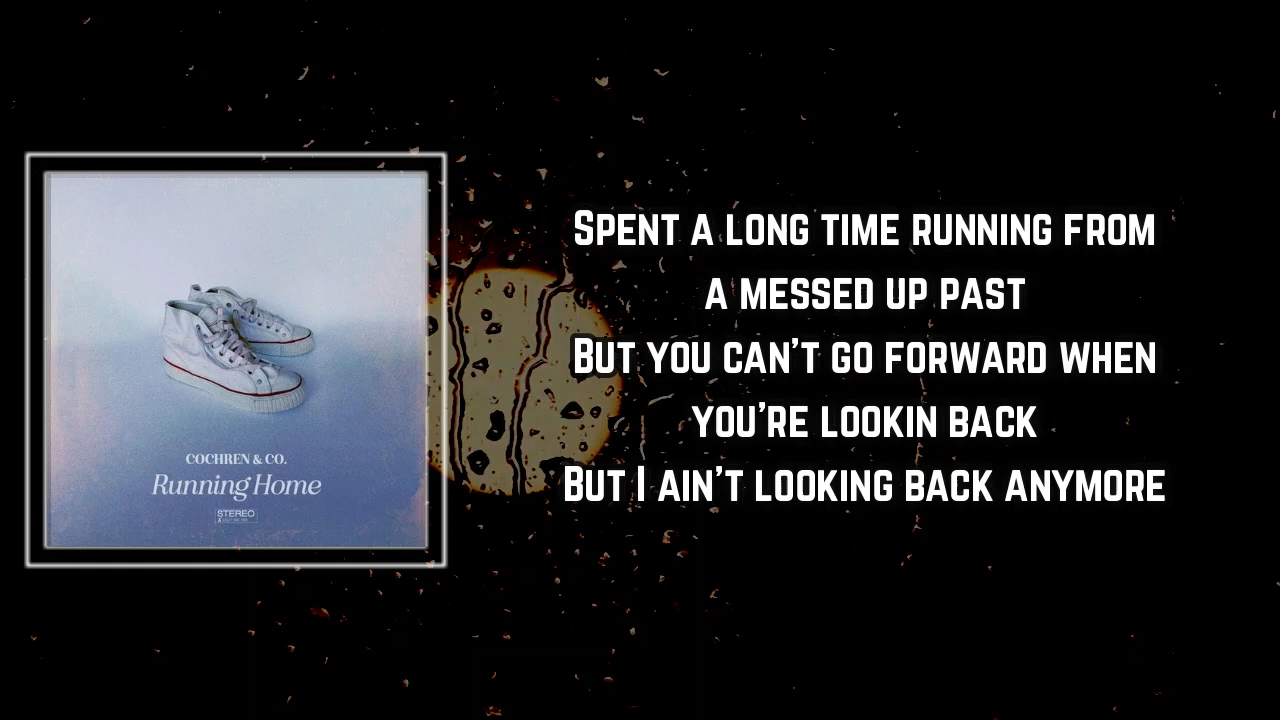 Spent a long time running from
a messed up past
But you can't go forward when
you're lookin back
But I ain't looking back anymore
COCHREN & CO.
Running Home
STEREO